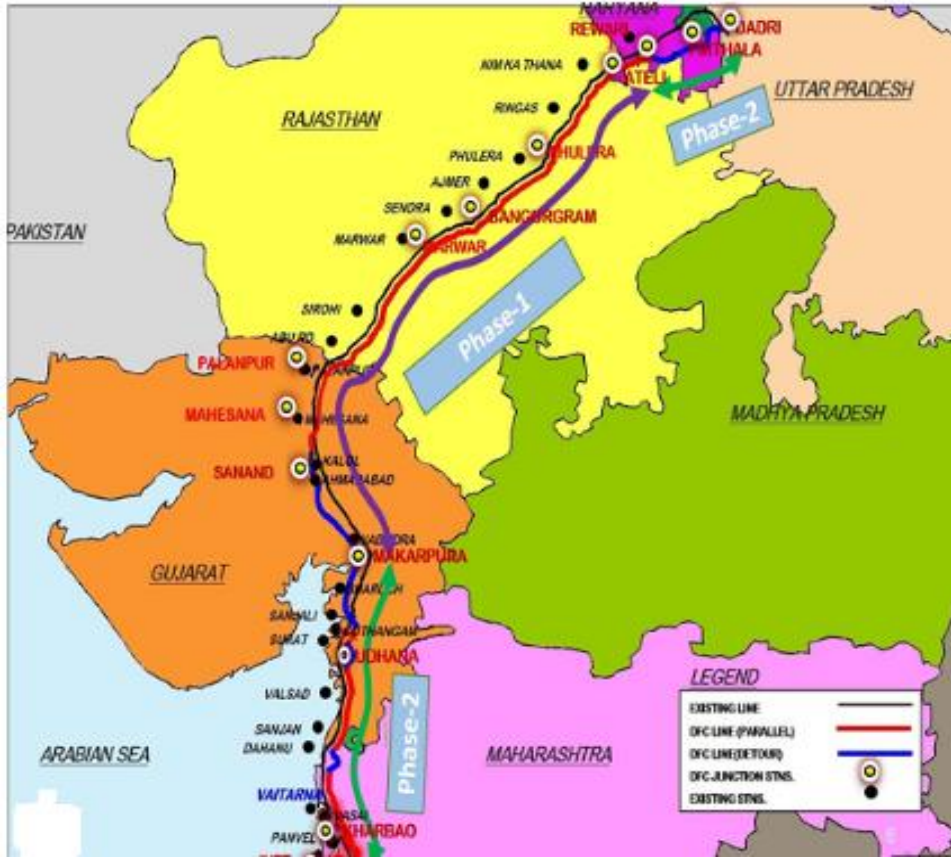 HARYANA
REWARI
DADRI
PIRTHALA
NIM KA THANA
ATELI
UTTAR PRADESH
RINGAS
Phase-2
RAJASTHAN
PHULERA
PHULERA
AJMER
SENDRA
BANGURGRAM
PAKISTAN
MARWAR
MARWAR
SIROHI
Phase-1
ABU RD
PALANPUR
MAHESANA
MAHESANA
MADHYA PRADESH
KALOL
SANAND
AHMADABAD
MAKARPURA
GUJARAT
SANJALI
SURAT
UDHANA
LEGEND
VALSAD
EXISTING LINE
DFC LINE (PARALLEL)
SANJAN
Phase-2
ARABIAN SEA
DAHANU
MAHARASHTRA
DFC LINE(DETOUR)
DFC JUNCTION STNS.
VAITARNA
EXISTING STNS.
PANVEL
KHARBAO
6